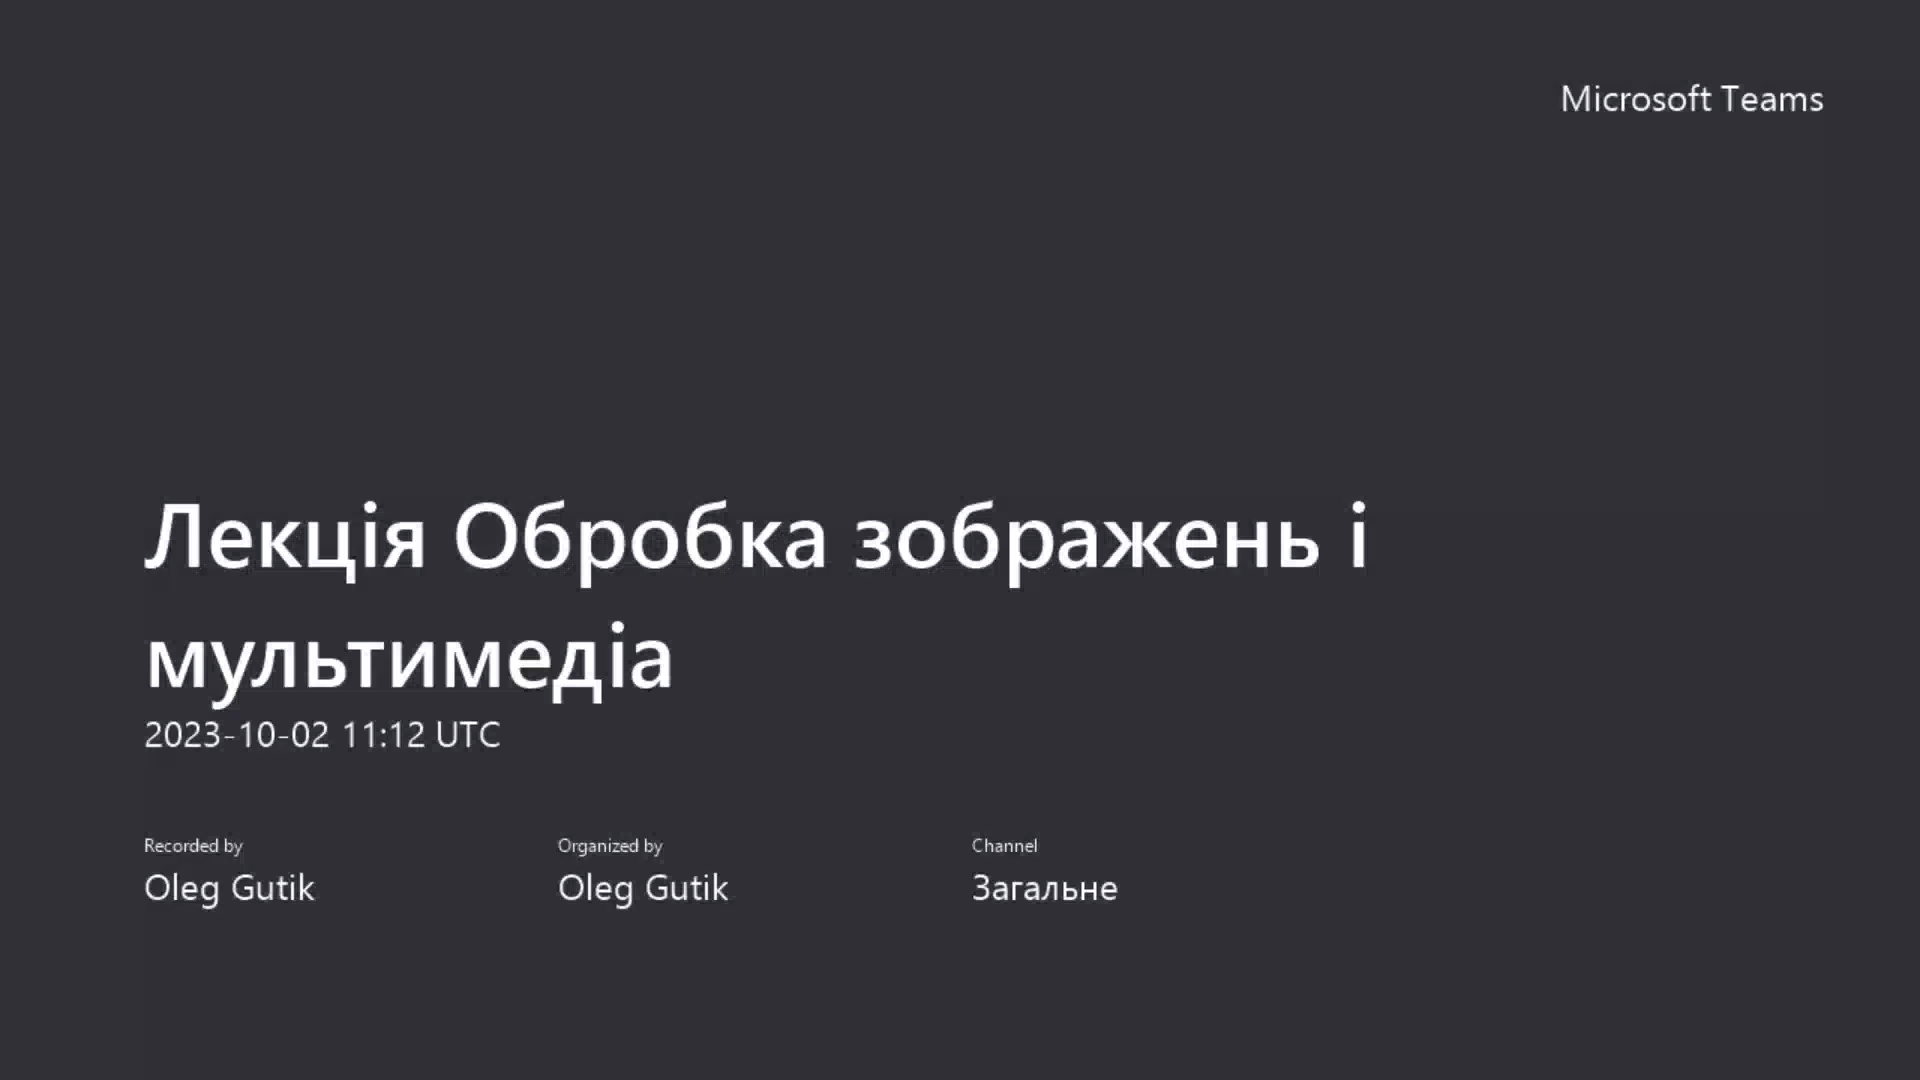 Microsoft Teams
Лекція Обробка зображень і
мультимедіа
2023-10-02 11:12 UTC
Recorded by
Oleg Gutik
Organized by
Oleg Gutik
Channel
Загальне